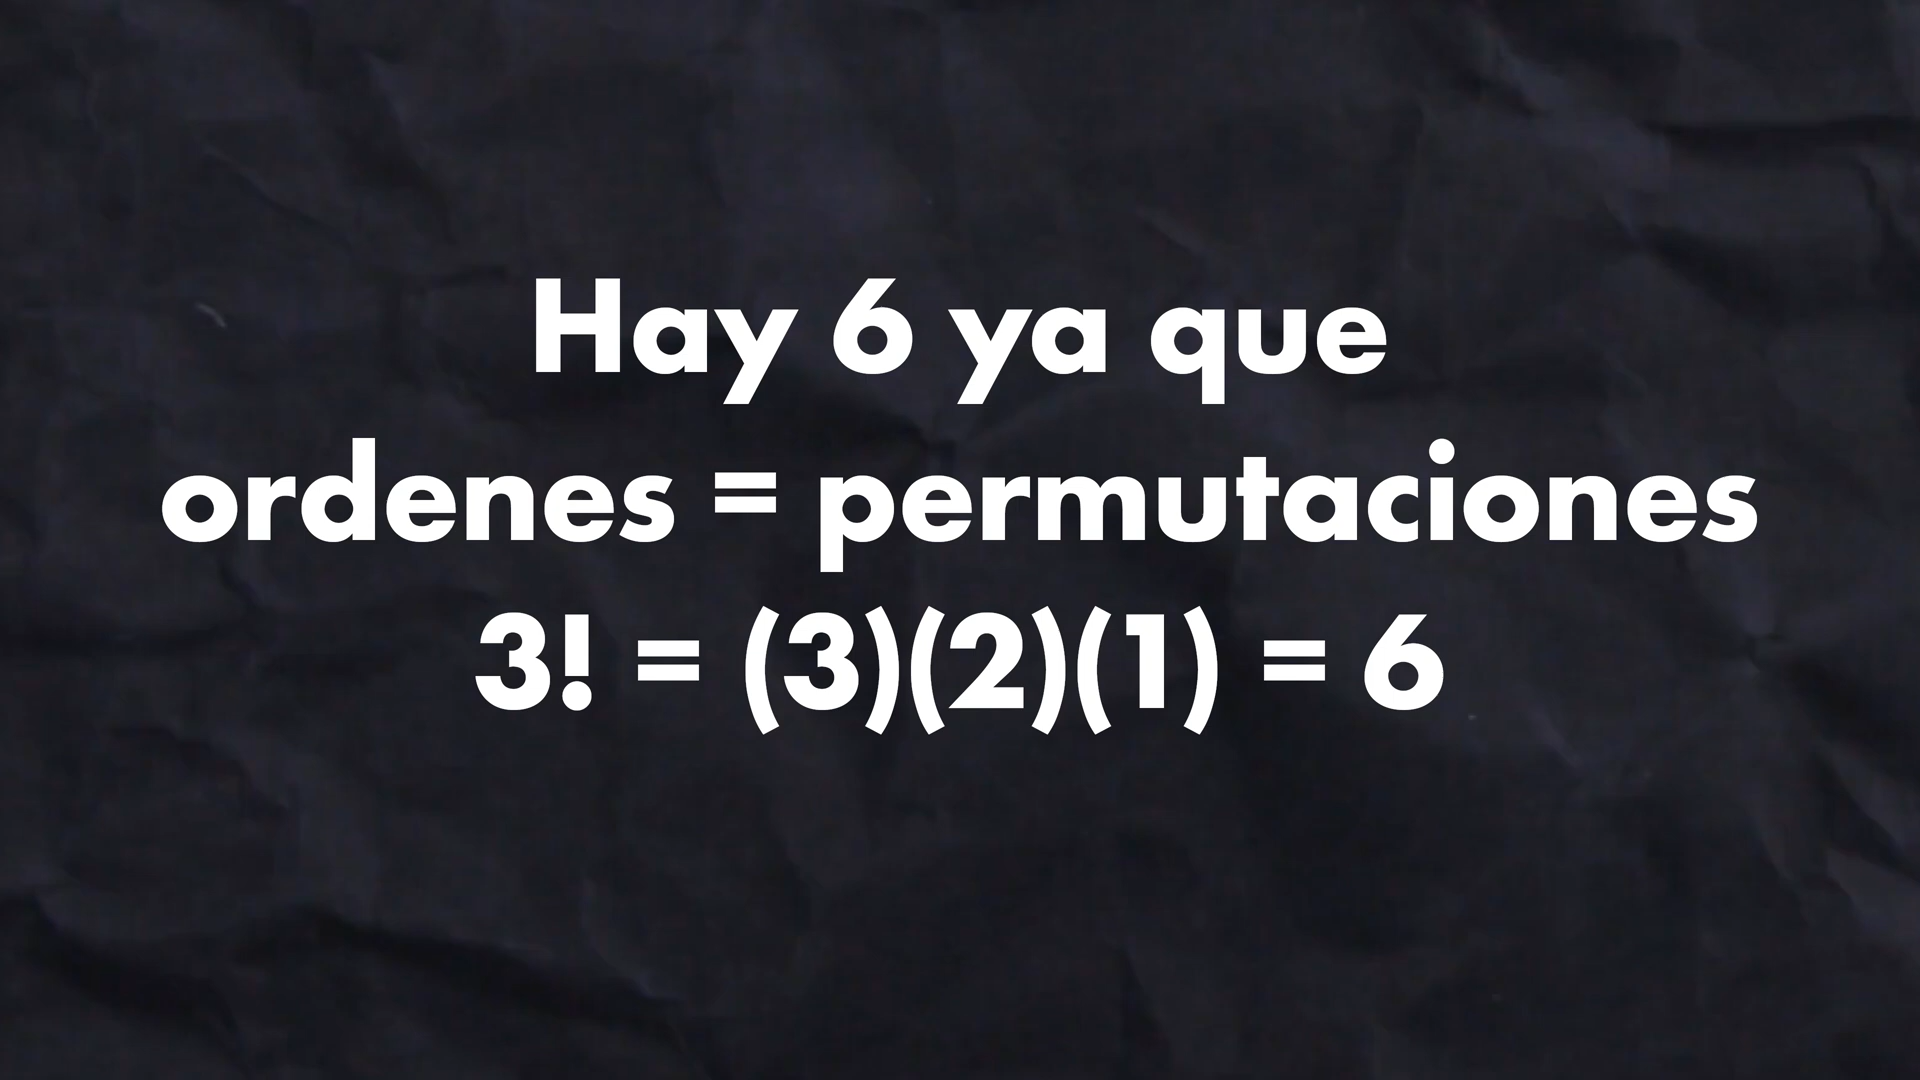 Hay 6 ya que
ordenes = permutaciones
3! = (3)(2)(1) = 6